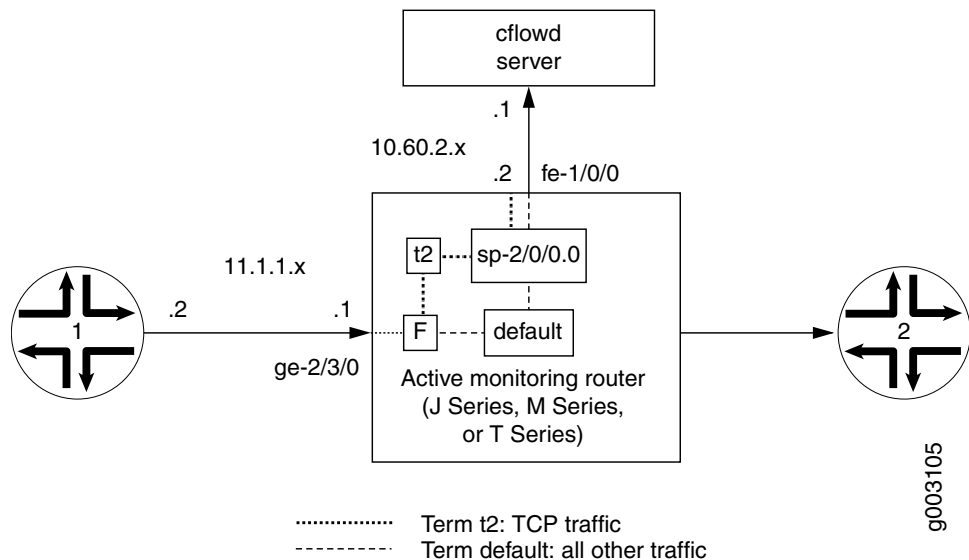 cflowd
server
.1
10.60.2.x
.2
fe-1/0/0
t2
sp-2/0/0.0
11.1.1.x
1
.2
.1
F
default
2
ge-2/3/0
Active monitoring router
(J Series, M Series,
or T Series)
g003105
Term t2: TCP traffic
Term default: all other traffic